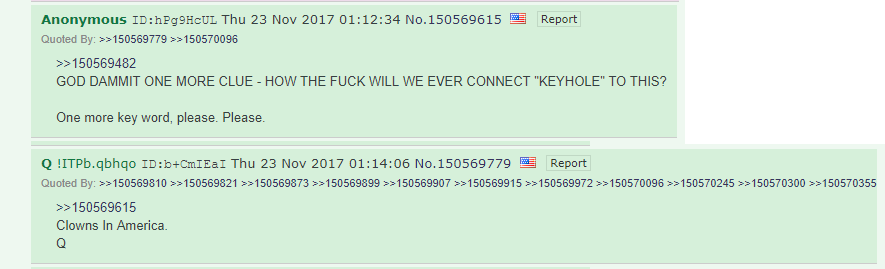 Anonymous ID:hPg9HcUL Thu 23 Nov 2017 01:12:34 No.150569615 Report
Quoted By: >>150569779 >>150570096
>>150569482
GOD DAMMIT ONE MORE CLUE - HOW THE FUCK WILL WE EVER CONNECT "KEYHOLE" TO THIS?
One more key word, please. Please.
Q !ITPb.qbhqo ID:b+CmIEaI Thu 23 Nov 2017 01:14:06 No.150569779 Report
Quoted By: >>150569810 >>150569821 >>150569873 >>150569899 >>150569907 >>150569915 >>150569972 >>150570096 >>150570245 >>150570300 >>150570355
>>150569615
Clowns In America.
Q